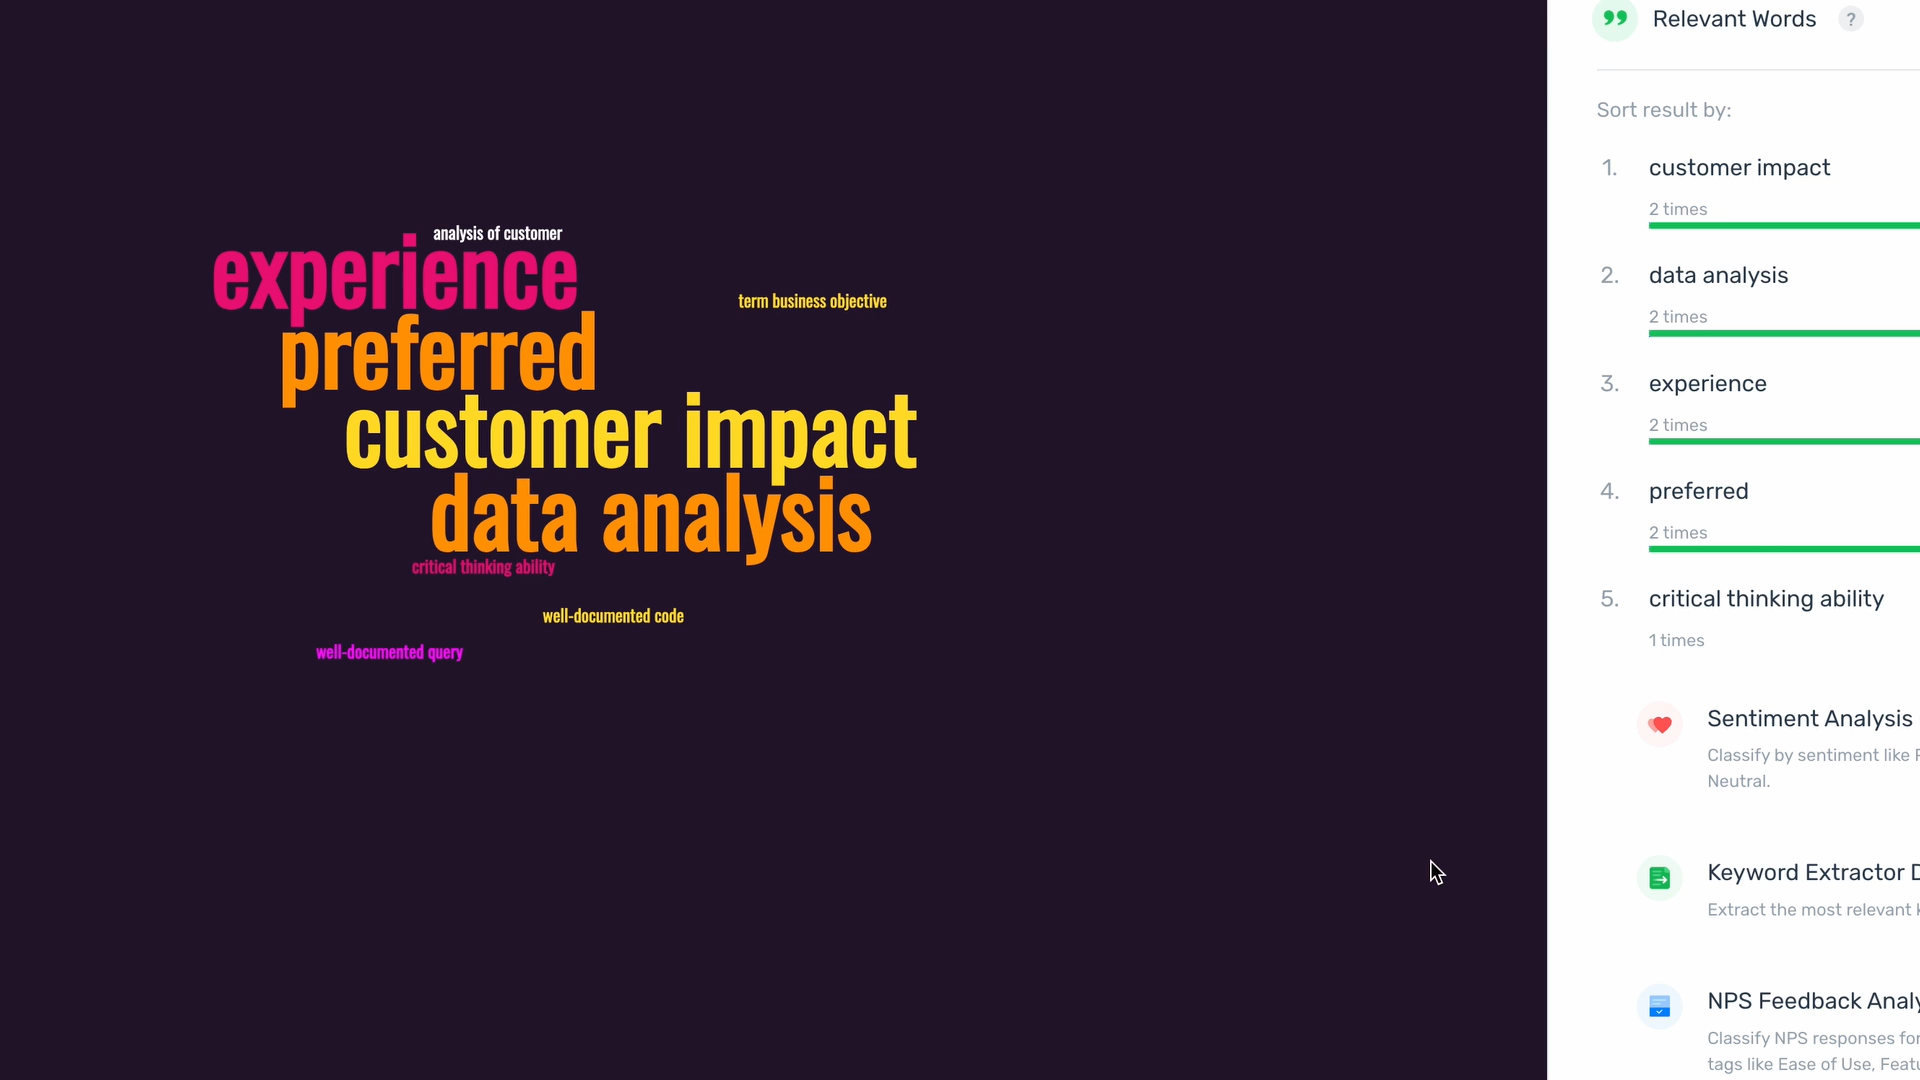 analysis of customer
experience
term business objective
preferred
customer impact
data analysis
critical thinking ability
well-documented code
well-documented query
Relevant Words ?
Sort result by:
1. customer impact
2 times
2. data analysis
2 times
3. experience
2 times
4. preferred
2 times
5. critical thinking ability
1 times
Sentiment Analysis
Classify by sentiment like
Neutral.
Keyword Extractor
Extract the most relevant
NPS Feedback
Classify NPS responses
tags like Ease of Use,